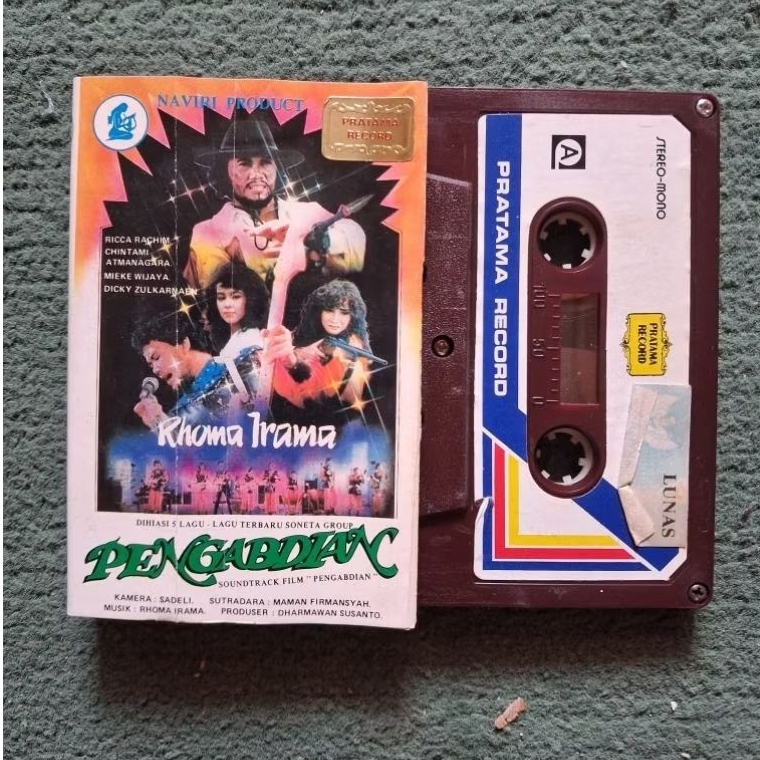 NAVIRI PRODUCT
PRATAMA
RECORD
RICCA RACHIM
CHINTAMI
ATMANAGARA.
MIEKE WIJAYA.
DICKY ZULKARNAEN
Rhoma Irama
DIHIASI 5 LAGU - LAGU TERBARU SONETA GROUP
PENGABDIAN
SOUNDTRACK FILM "PENGABDIAN"
KAMERA : SADELI. SUTRADARA : MAMAN FIRMANSYAH.
MUSIK : RHOMA IRAMA. PRODUSER : DHARMAWAN SUSANTO.
A
STEREO-MONO
PRATAMA RECORD
100 50 0
PRATAMA
RECORD
LUNAS